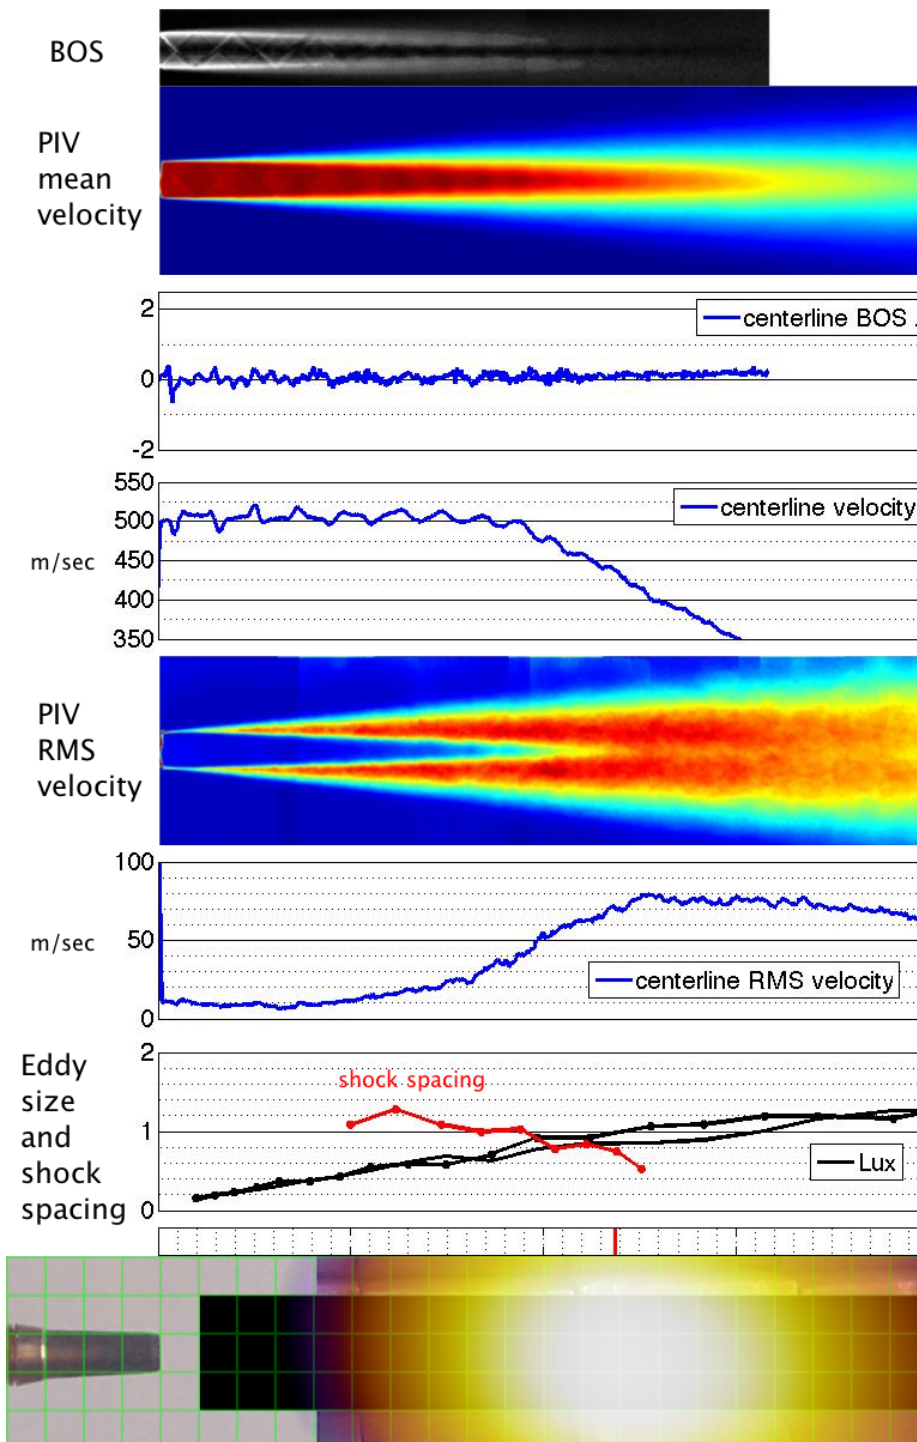 BOS
PIV
mean
velocity
2
0
-2
centerline BOS .
550
500
450
400
350
m/sec
centerline velocity
PIV
RMS
velocity
100
50
0
m/sec
centerline RMS velocity
Eddy
size
and
shock
spacing
2
1
0
shock spacing
Lux